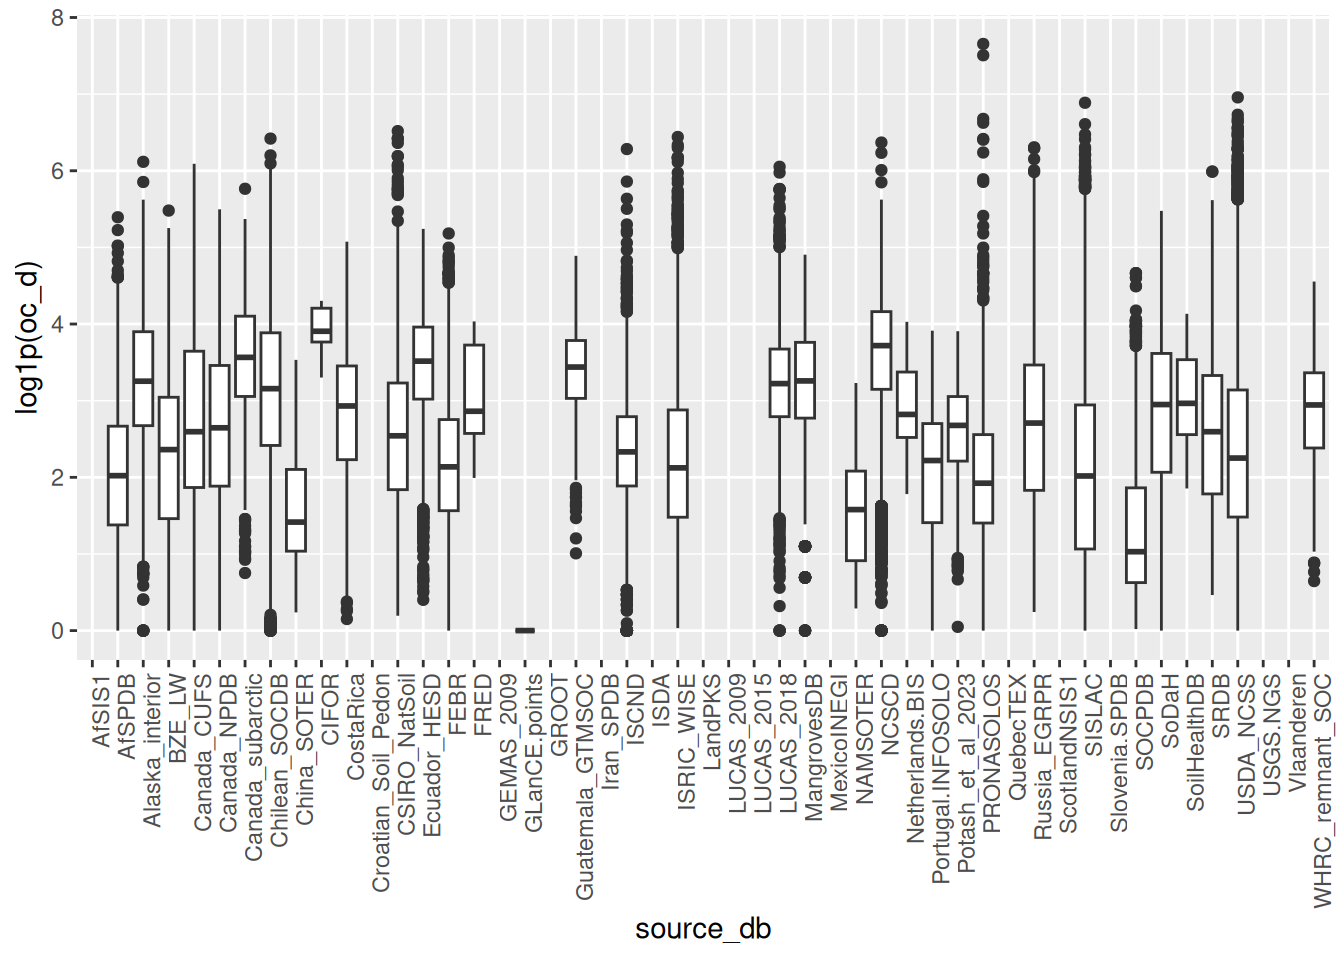 8
6
4
2
0
log1p(oc_d)
AfSIS1
AfSPDB
Alaska_interior
BZE_LW
Canada_CUFS
Canada_NPDB
Canada_subarctic
Chilean_SOCDB
China_SOTER
CIFOR
CostaRica
Croatian_Soil_Pedon
CSIRO_NatSoil
Ecuador_HESD
FEBR
FRED
GEMAS_2009
GLanCE.points
GROOT
Guatemala_GTMSOC
Iran_SPDB
ISCND
ISDA
ISRIC_WISE
LandPKS
LUCAS_2009
LUCAS_2015
LUCAS_2018
MangrovesDB
MexicoINEGI
NAMSOTER
NCSCD
Netherlands.BIS
Portugal.INFOSOLO
Potash_et_al_2023
PRONASOLOS
QuebecTEX
Russia_EGRPR
ScotlandNSIS1
SISLAC
Slovenia.SPDB
SOCPDB
SoDaH
SoilHealthDB
SRDB
USDA_NCSS
USGS.NGS
Vlaanderen
WHRC_remnant_SOC
source_db